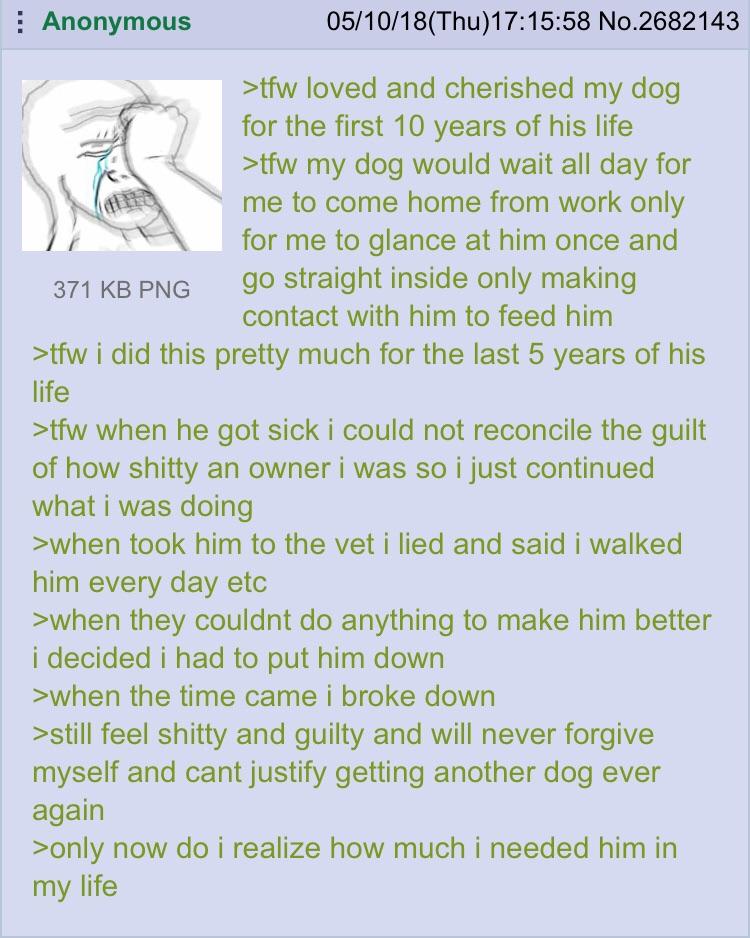 Anonymous 05/10/18(Thu)17:15:58 No.2682143
>tfw loved and cherished my dog
for the first 10 years of his life
>tfw my dog would wait all day for
me to come home from work only
for me to glance at him once and
go straight inside only making
contact with him to feed him
371 KB PNG
>tfw i did this pretty much for the last 5 years of his
life
>tfw when he got sick i could not reconcile the guilt
of how shitty an owner i was so i just continued
what i was doing
>when took him to the vet i lied and said i walked
him every day etc
>when they couldnt do anything to make him better
i decided i had to put him down
>when the time came i broke down
>still feel shitty and guilty and will never forgive
myself and cant justify getting another dog ever
again
>only now do i realize how much i needed him in
my life